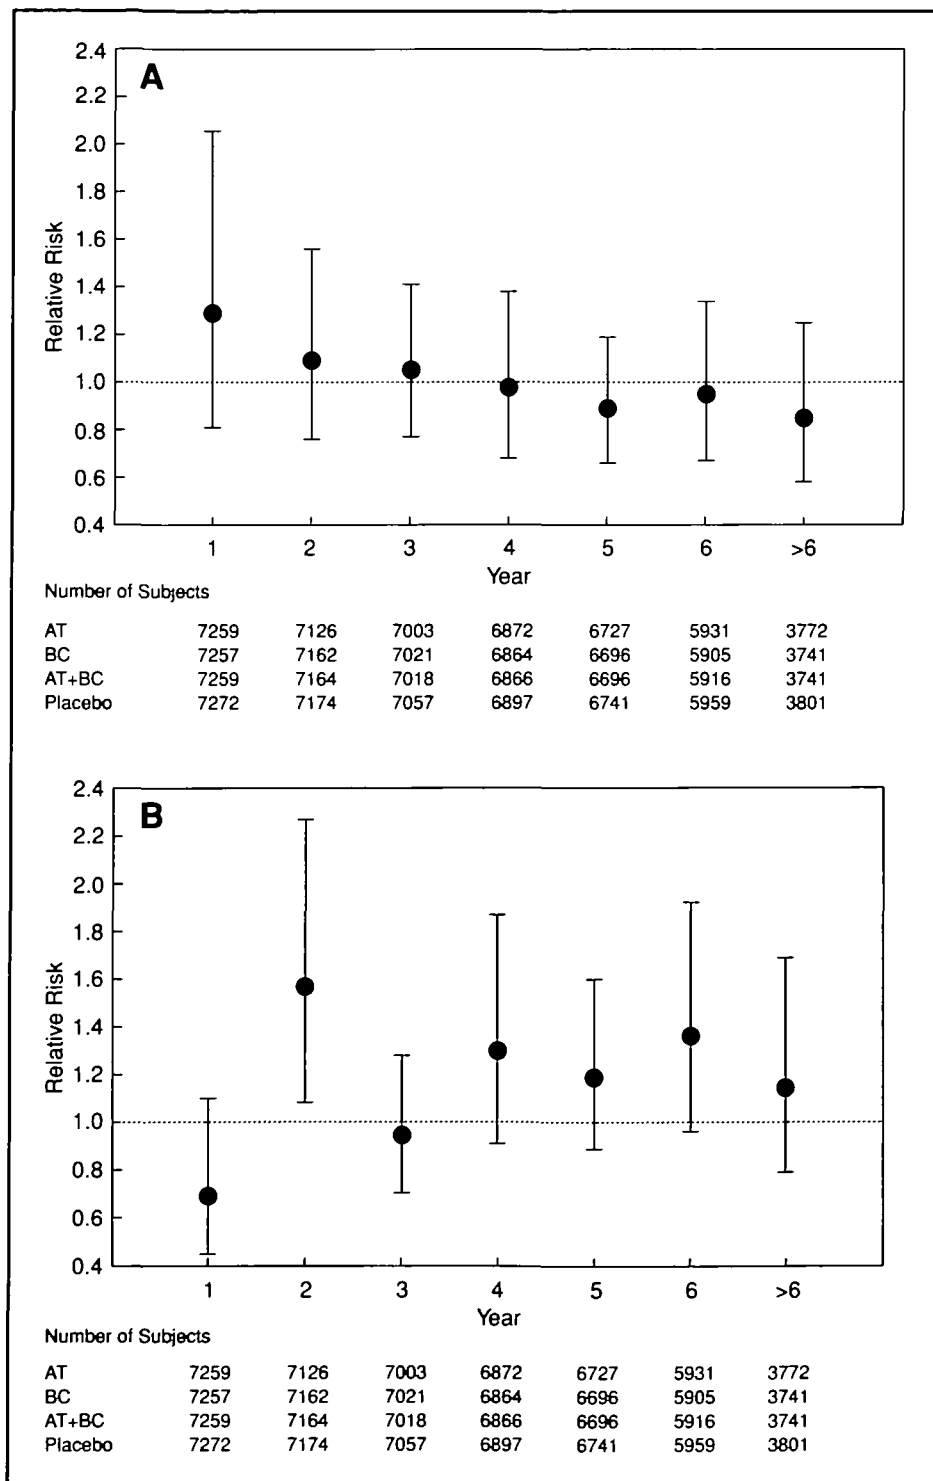 A
2.4
2.2
2.0
1.8
1.6
1.4
1.2
1.0
0.8
0.6
0.4
Relative Risk
1 2 3 4 5 6 >6
Year
Number of Subjects
AT 7259 7126 7003 6872 6727 5931 3772
BC 7257 7162 7021 6864 6696 5905 3741
AT+BC 7259 7164 7018 6866 6696 5916 3741
Placebo 7272 7174 7057 6897 6741 5959 3801
B
2.4
2.2
2.0
1.8
1.6
1.4
1.2
1.0
0.8
0.6
0.4
Relative Risk
1 2 3 4 5 6 >6
Year
Number of Subjects
AT 7259 7126 7003 6872 6727 5931 3772
BC 7257 7162 7021 6864 6696 5905 3741
AT+BC 7259 7164 7018 6866 6696 5916 3741
Placebo 7272 7174 7057 6897 6741 5959 3801